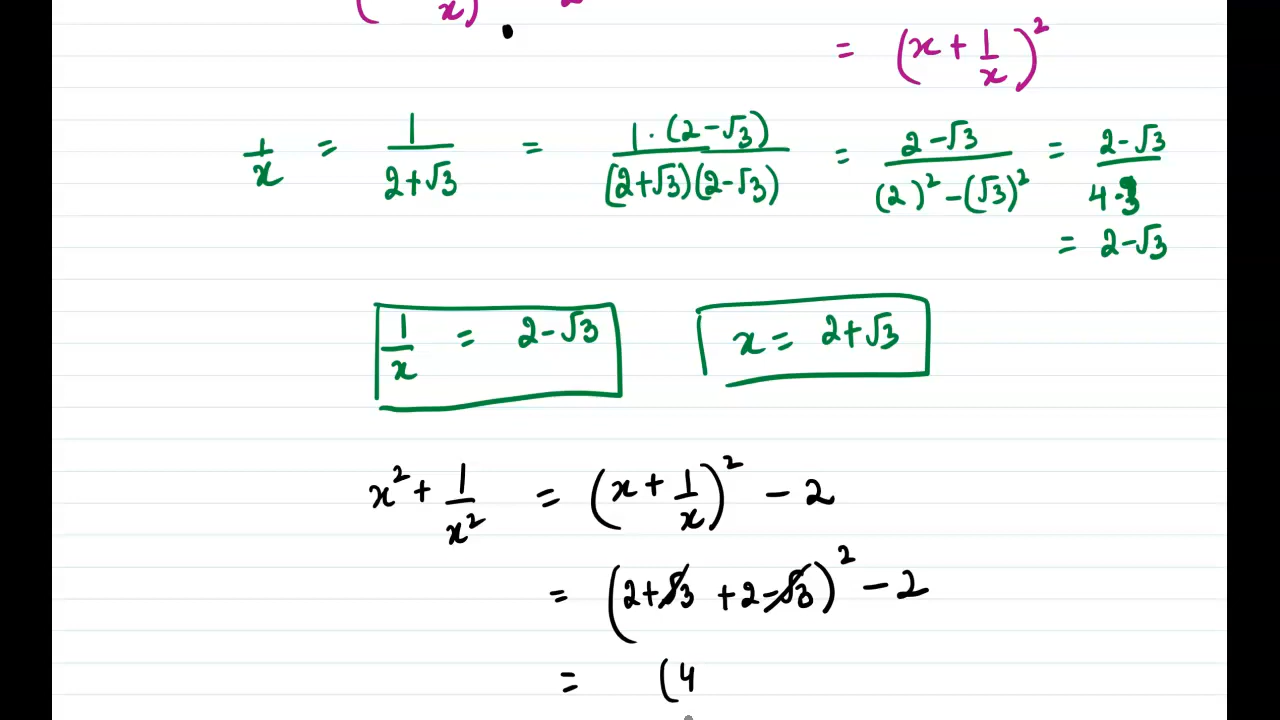 x)
= (x + 1/x)²
1/x = 1/(2+√3) = 1·(2-√3)/((2+√3)(2-√3)) = (2-√3)/((2)²-(√3)²) = (2-√3)/(4-3)
= 2-√3
1/x = 2-√3    x = 2+√3
x² + 1/x² = (x + 1/x)² - 2
= (2+√3 +2-√3)² - 2
= (4